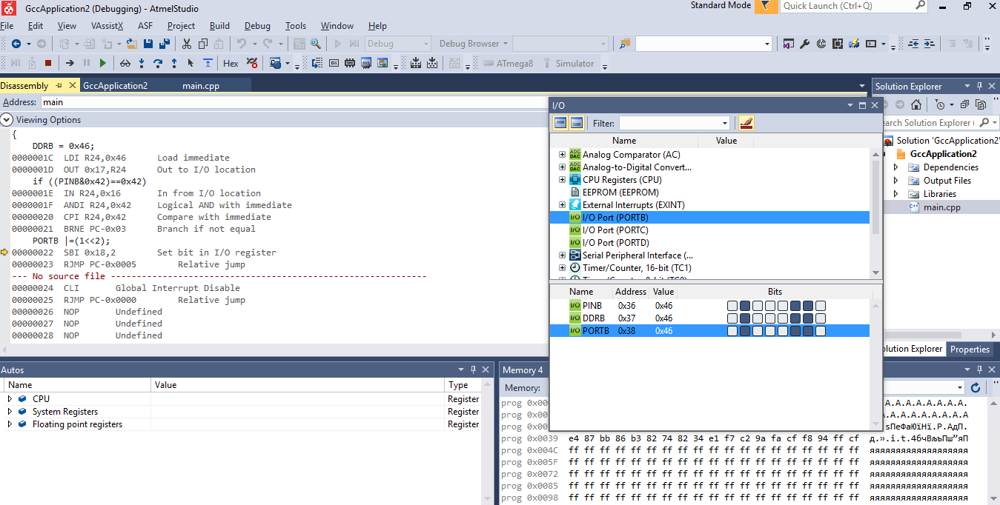 GccApplication2 (Debugging) - AtmelStudio
Standard Mode
Quick Launch (Ctrl+Q)
File Edit View VAssistX ASF Project Build Debug Tools Window Help
Debug
Debug Browser
Hex
ATmega8
Simulator
Disassembly
GccApplication2
main.cpp
Address: main
Viewing Options
{
DDRB = 0x46;
0000001C LDI R24,0x46 Load immediate
0000001D OUT 0x17,R24 Out to I/O location
if ((PINB&0x42)==0x42)
0000001E IN R24,0x16 In from I/O location
0000001F ANDI R24,0x42 Logical AND with immediate
00000020 CPI R24,0x42 Compare with immediate
00000021 BRNE PC-0x03 Branch if not equal
PORTB |=(1<<2);
00000022 SBI 0x18,2 Set bit in I/O register
00000023 RJMP PC-0x0005 Relative jump
--- No source file -------------------------------------------------------------
00000024 CLI Global Interrupt Disable
00000025 RJMP PC-0x0000 Relative jump
00000026 NOP Undefined
00000027 NOP Undefined
00000028 NOP Undefined
I/O
Filter:
Name Value
Analog Comparator (AC)
Analog-to-Digital Convert...
CPU Registers (CPU)
EEPROM (EEPROM)
External Interrupts (EXINT)
I/O Port (PORTB)
I/O Port (PORTC)
I/O Port (PORTD)
Serial Peripheral Interface (...
Timer/Counter, 16-bit (TC1)
Name Address Value Bits
PINB 0x36 0x46
DDRB 0x37 0x46
PORTB 0x38 0x46
Solution Explorer
earch Solution Explorer (
Solution 'GccApplication2'
GccApplication2
Dependencies
Output Files
Libraries
main.cpp
olution Explorer
Properties
Autos
Name Value Type
CPU Register
System Registers Register
Floating point registers Register
Memory 4
Memory:
prog 0x00 A.A.A.A.A.A.A.A.
prog 0x00 A.A.A.A.A.A.A.A.
prog 0x00 sПеФаЮїНї.Р.АдП.
prog 0x0039 e4 87 bb 86 b3 82 74 82 34 e1 f7 c2 9a fa cf f8 94 ff cf д.».і.t.4бчВљъПш”яП
prog 0x004C ff ff ff ff ff ff ff ff ff ff ff ff ff ff ff ff ff ff ff яяяяяяяяяяяяяяяяяяя
prog 0x005F ff ff ff ff ff ff ff ff ff ff ff ff ff ff ff ff ff ff ff яяяяяяяяяяяяяяяяяяя
prog 0x0072 ff ff ff ff ff ff ff ff ff ff ff ff ff ff ff ff ff ff ff яяяяяяяяяяяяяяяяяяя
prog 0x0085 ff ff ff ff ff ff ff ff ff ff ff ff ff ff ff ff ff ff ff яяяяяяяяяяяяяяяяяяя
prog 0x0098 ff ff ff ff ff ff ff ff ff ff ff ff ff ff ff ff ff ff ff яяяяяяяяяяяяяяяяяяя